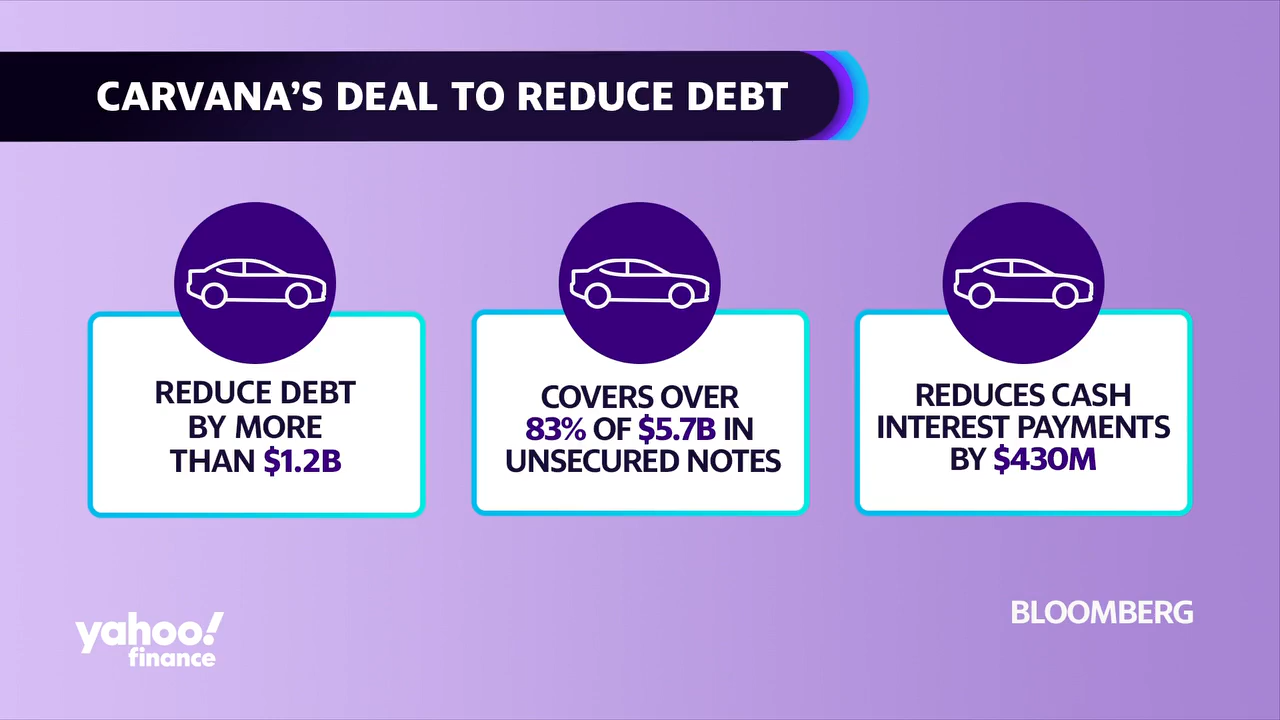 CARVANA'S DEAL TO REDUCE DEBT
REDUCE DEBT
BY MORE
THAN $1.2B
COVERS OVER
83% OF $5.7B IN
UNSECURED NOTES
REDUCES CASH
INTEREST PAYMENTS
BY $430M
yahoo!
finance
BLOOMBERG